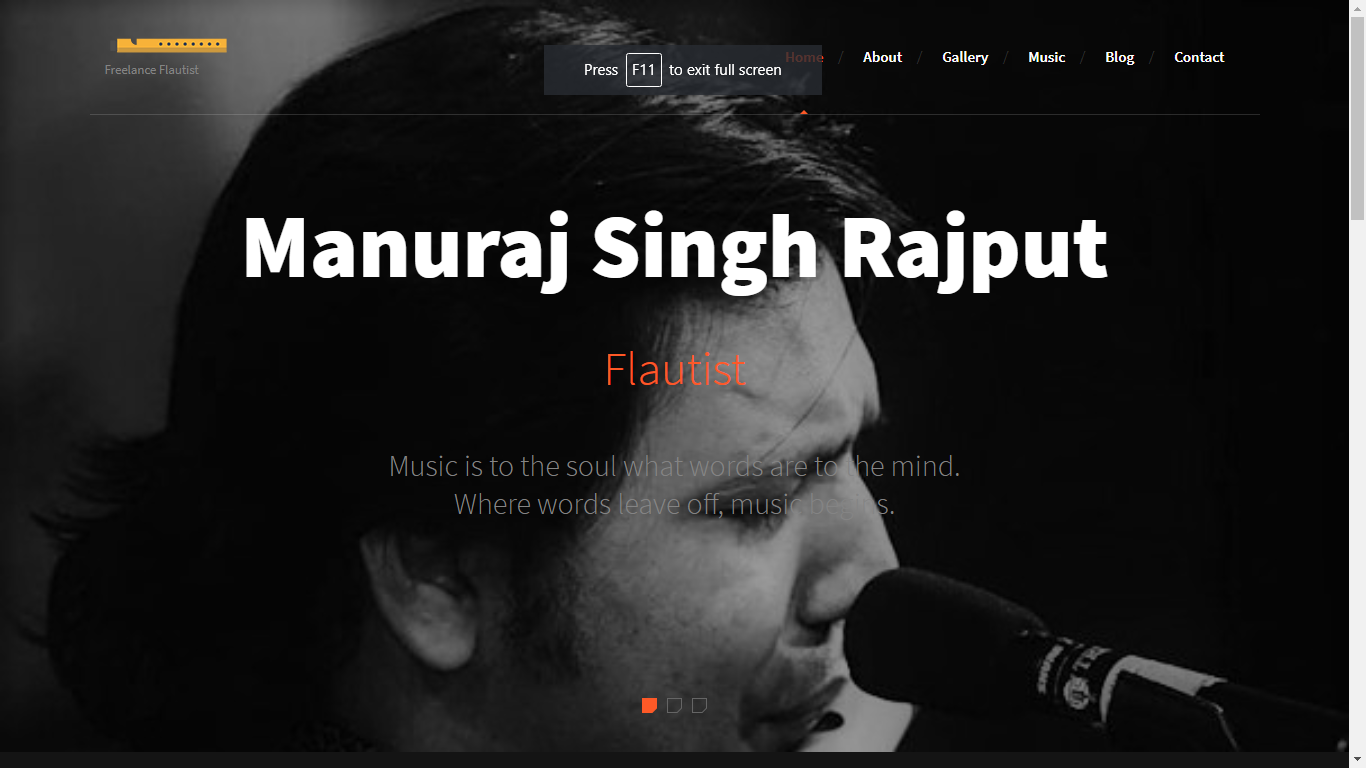 Freelance Flautist
Press F11 to exit full screen
Home / About / Gallery / Music / Blog / Contact
Manuraj Singh Rajput
Flautist
Music is to the soul what words are to the mind.
Where words leave off, music begins.